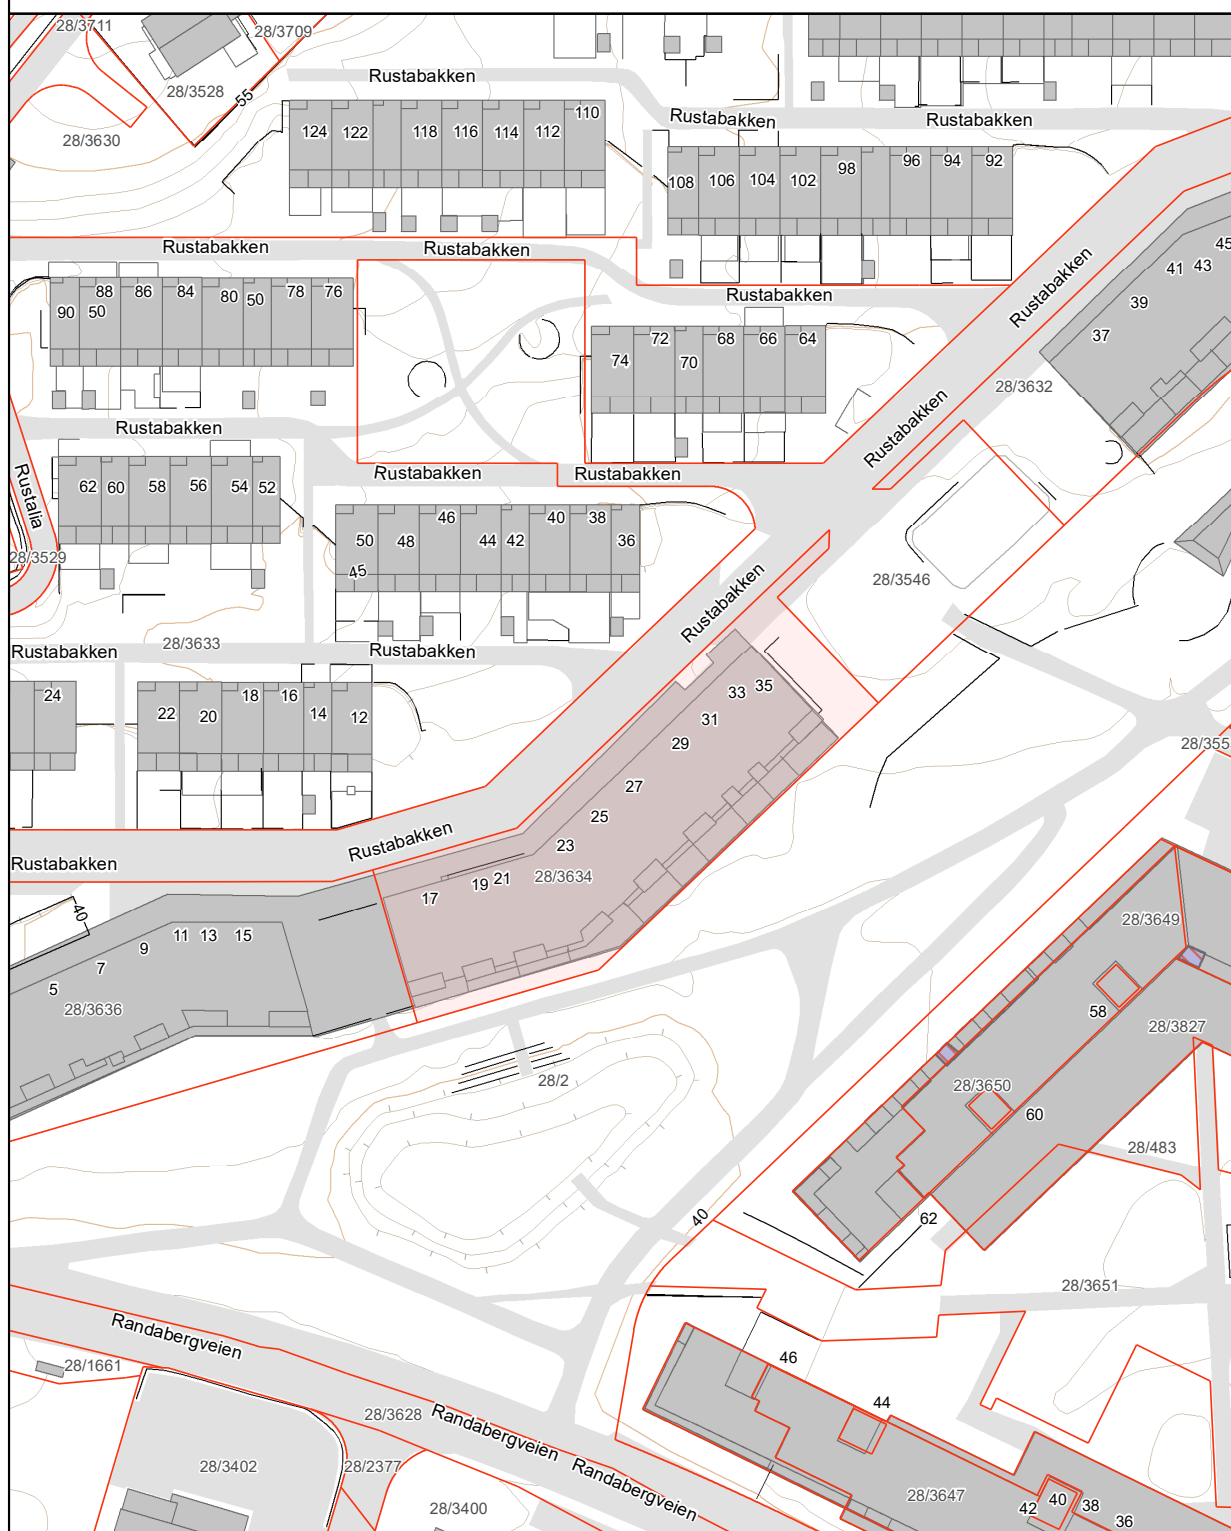 28/3711
28/3709
28/3528
55
28/3630
Rustabakken
Rustabakken
Rustabakken
124 122 118 116 114 112 110
108 106 104 102 98 96 94 92
Rustabakken
Rustabakken
Rustabakken
Rustabakken
90 88 50 86 84 80 50 78 76
74 72 70 68 66 64
45
43
41
39
37
28/3632
Rustabakken
Rustabakken
Rustabakken
Rustabakken
Rustalia
62 60 58 56 54 52
50 45 48 46 44 42 40 38 36
28/3529
28/3546
28/3633
Rustabakken
Rustabakken
Rustabakken
24
22 20 18 16 14 12
35
33
31
29
27
25
23
21
19
17
28/3634
28/355
Rustabakken
Rustabakken
40
15
13
11
9
7
5
28/3636
28/3649
58
28/3827
28/2
28/3650
60
28/483
62
40
28/3651
Randabergveien
28/1661
46
44
28/3628
Randabergveien
Randabergveien
28/3402
28/2377
28/3400
28/3647
42 40 38 36